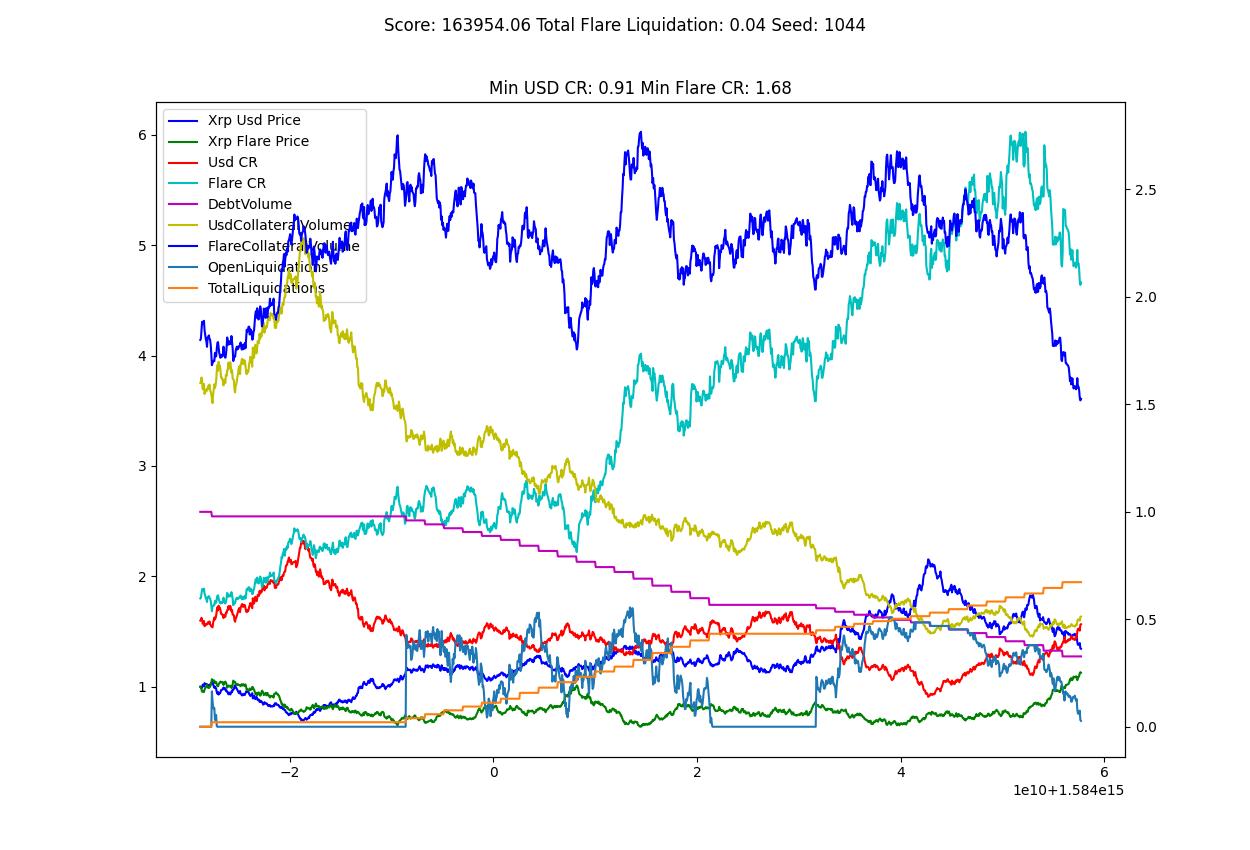 Score: 163954.06 Total Flare Liquidation: 0.04 Seed: 1044
Min USD CR: 0.91 Min Flare CR: 1.68
Xrp Usd Price
Xrp Flare Price
Usd CR
Flare CR
DebtVolume
UsdCollateralVolume
FlareCollateralVolume
OpenLiquidations
TotalLiquidations
6
5
4
3
2
1
2.5
2.0
1.5
1.0
0.5
0.0
−2
0
2
4
6
1e10+1.584e15